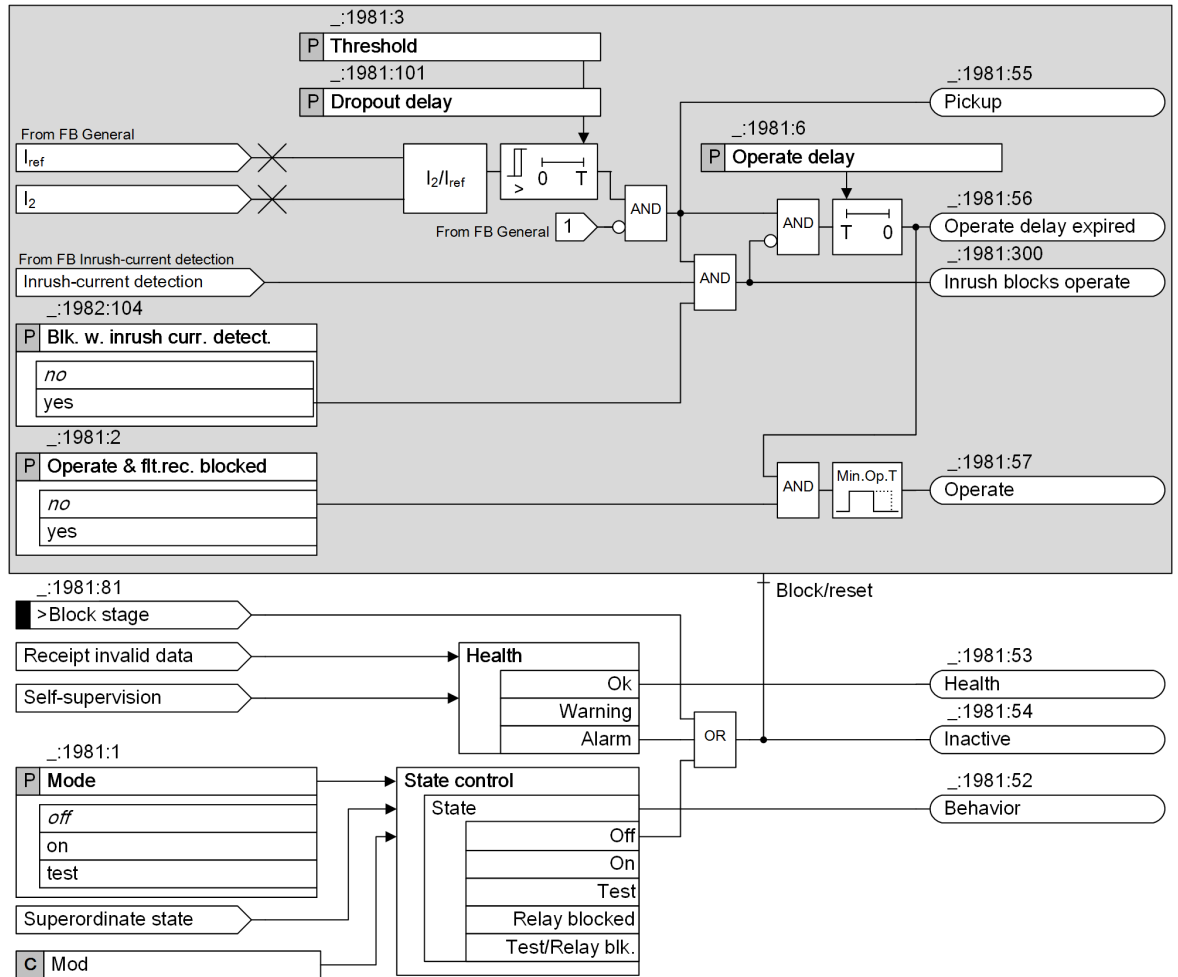 _:1981:3
P Threshold
_:1981:101
P Dropout delay
_:1981:55
Pickup
From FB General
Iref
I2
I2/Iref
> 0 T
_:1981:6
P Operate delay
AND
From FB General 1
AND
T 0
_:1981:56
Operate delay expired
From FB Inrush-current detection
Inrush-current detection
AND
_:1981:300
Inrush blocks operate
_:1982:104
P Blk. w. inrush curr. detect.
no
yes
_:1981:2
P Operate & flt.rec. blocked
no
yes
AND
Min.Op.T
_:1981:57
Operate
Block/reset
_:1981:81
>Block stage
Receipt invalid data
Self-supervision
Health
Ok
Warning
Alarm
OR
_:1981:53
Health
_:1981:54
Inactive
_:1981:1
P Mode
off
on
test
Superordinate state
C Mod
State control
State
Off
On
Test
Relay blocked
Test/Relay blk.
_:1981:52
Behavior